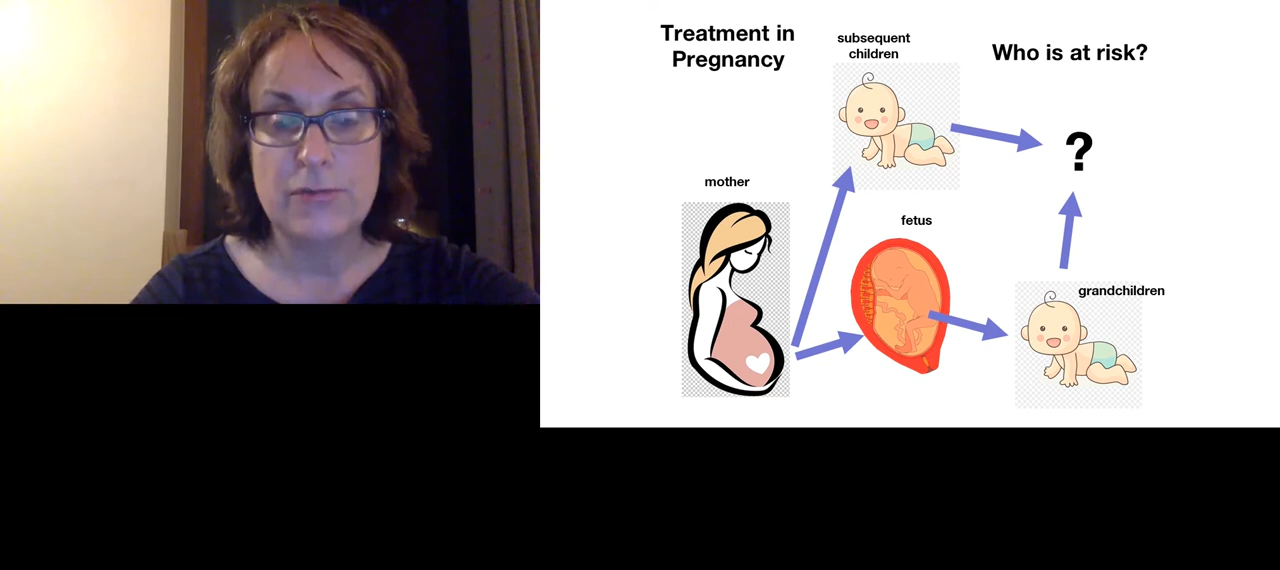 Treatment in
Pregnancy
subsequent
children
Who is at risk?
?
mother
fetus
grandchildren